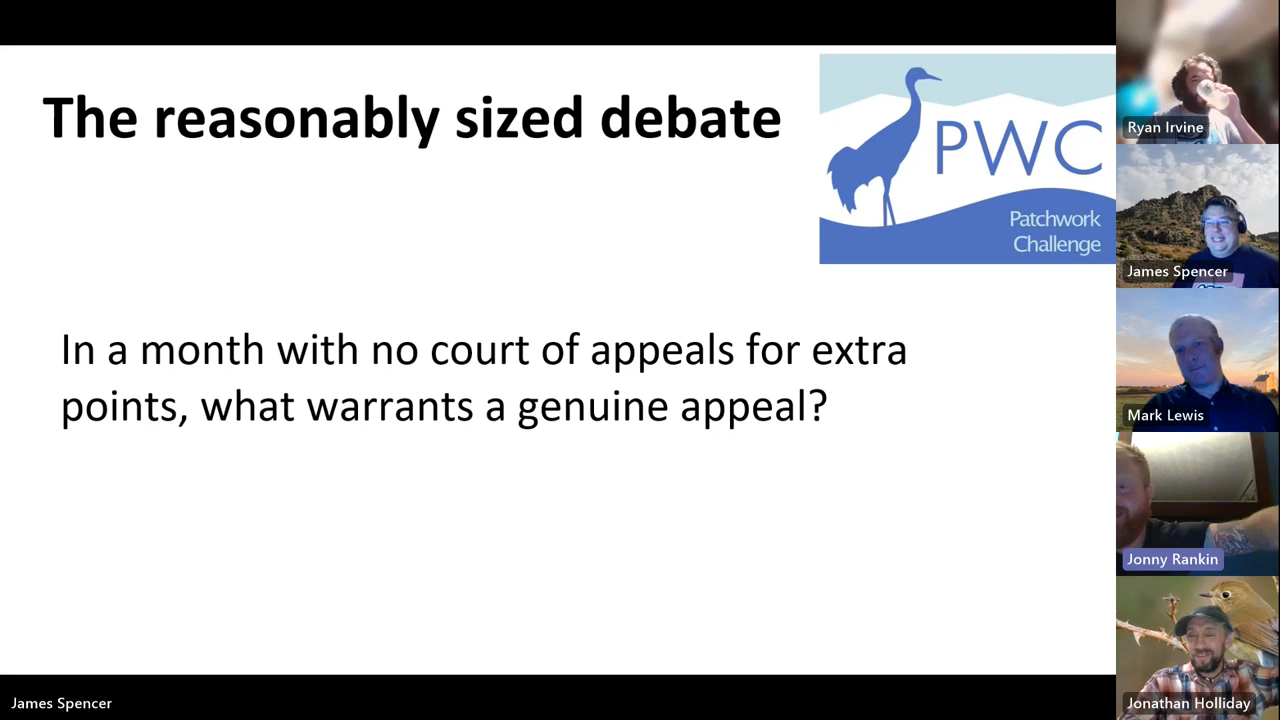 The reasonably sized debate
PWC
Patchwork
Challenge
In a month with no court of appeals for extra
points, what warrants a genuine appeal?
James Spencer
Ryan Irvine
James Spencer
Mark Lewis
Jonny Rankin
Jonathan Holliday